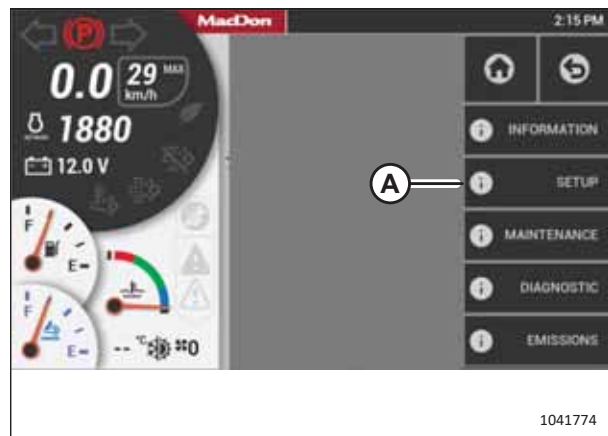 MacDon 2:15 PM
P
0.0 29 MAX
km/h
1880
12.0 V
INFORMATION
A SETUP
MAINTENANCE
DIAGNOSTIC
EMISSIONS
F
E
F
E
-- °C 0
1041774